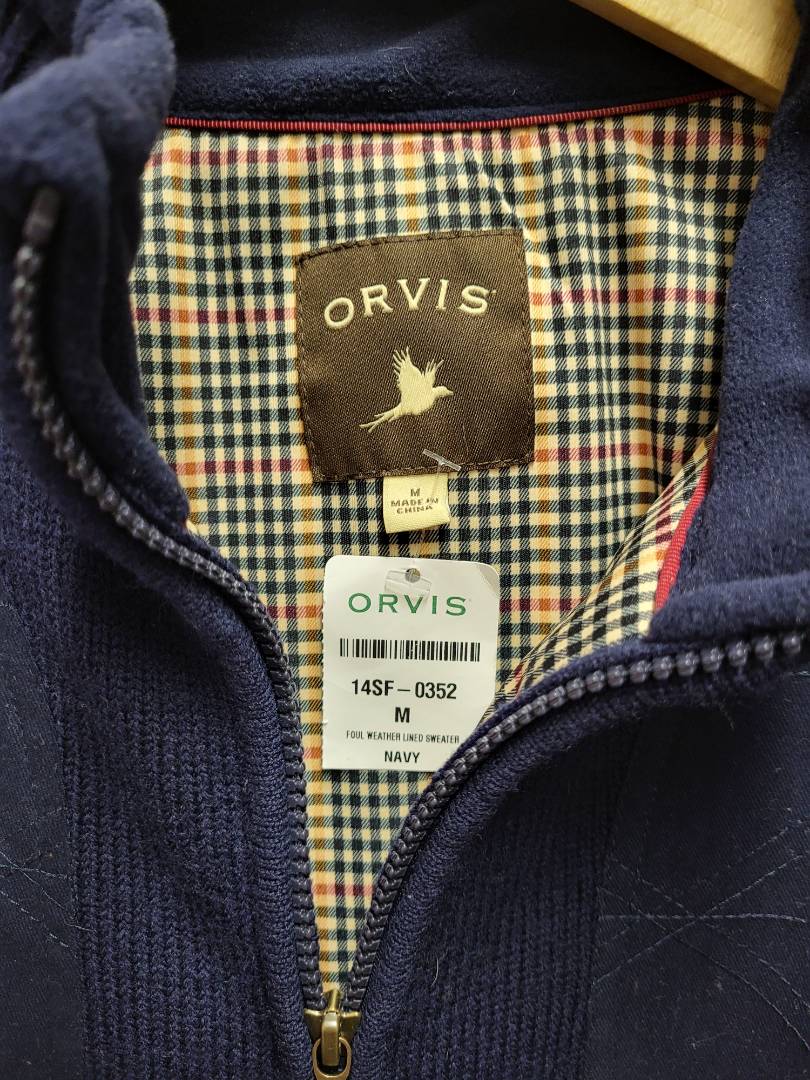 ORVIS
M
MADE IN
CHINA
ORVIS
14SF-0352
M
FOUL WEATHER LINED SWEATER
NAVY